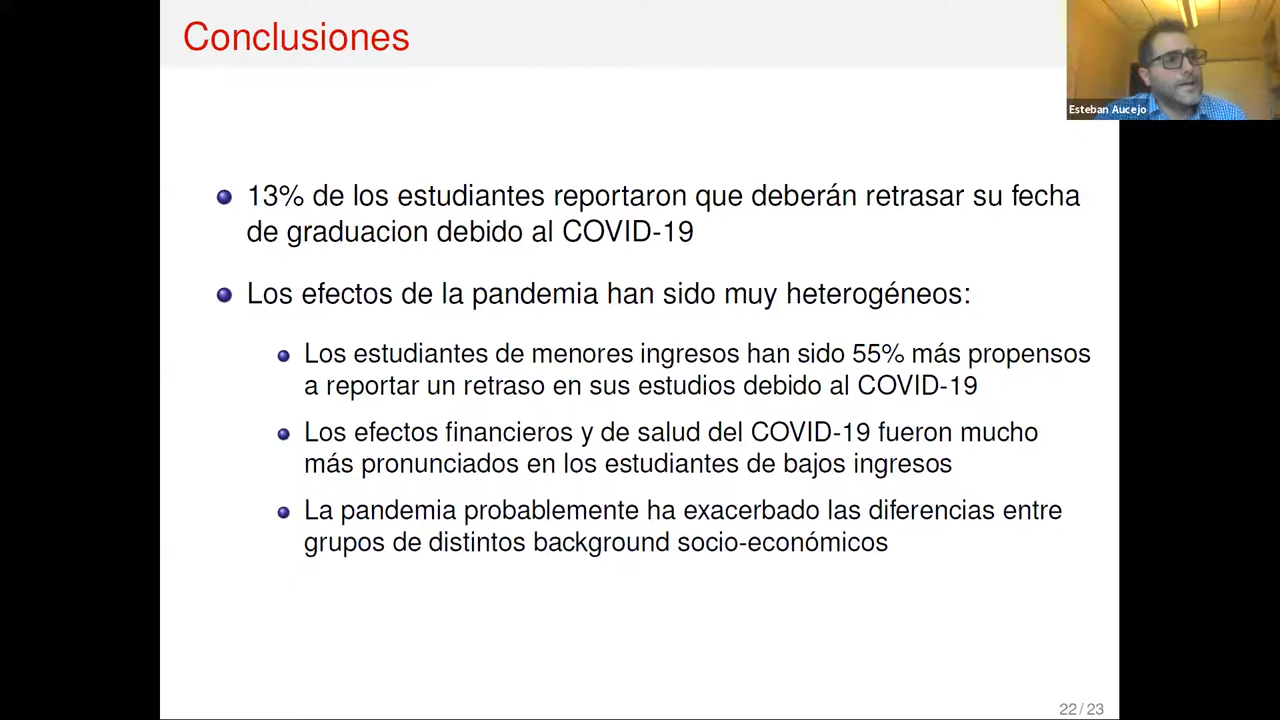 Conclusiones
Esteban Aucejo
13% de los estudiantes reportaron que deberán retrasar su fecha
de graduacion debido al COVID-19
Los efectos de la pandemia han sido muy heterogéneos:
Los estudiantes de menores ingresos han sido 55% más propensos
a reportar un retraso en sus estudios debido al COVID-19
Los efectos financieros y de salud del COVID-19 fueron mucho
más pronunciados en los estudiantes de bajos ingresos
La pandemia probablemente ha exacerbado las diferencias entre
grupos de distintos background socio-económicos
22/23